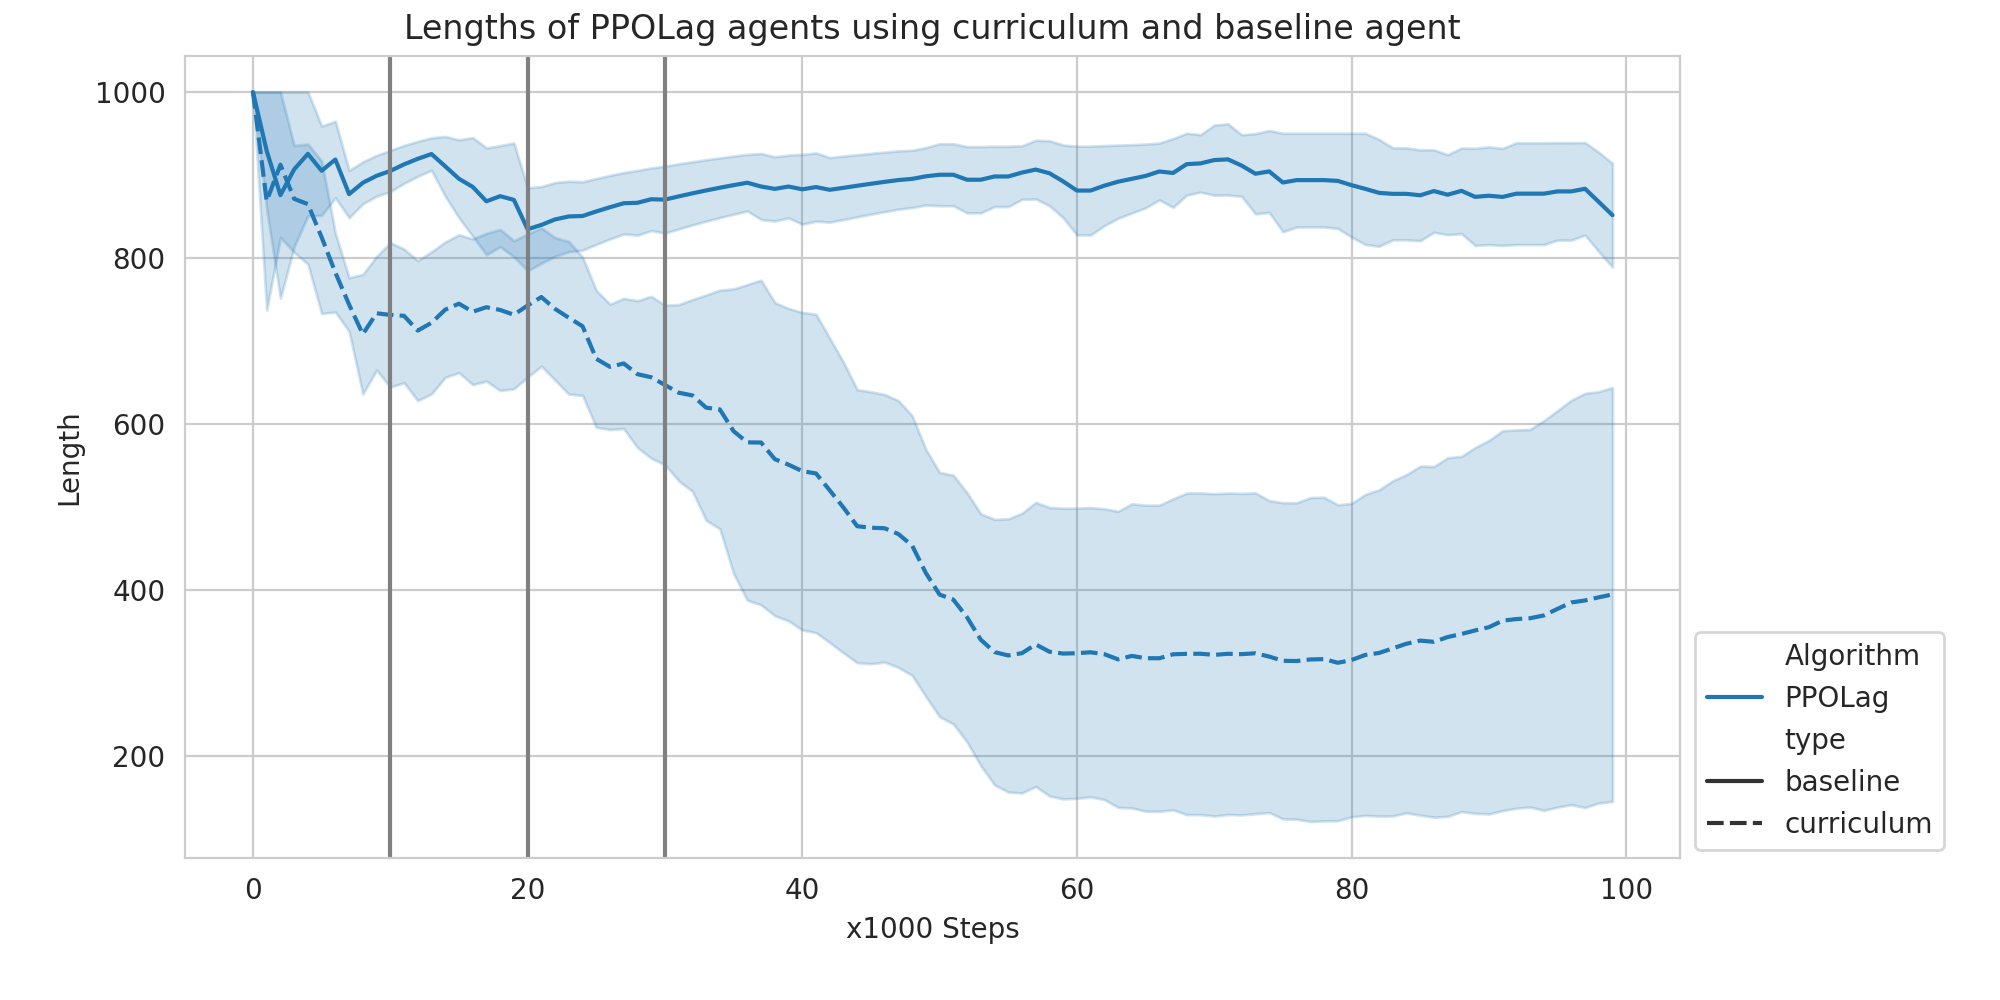 Lengths of PPOLag agents using curriculum and baseline agent
1000
800
600
400
200
Length
0 20 40 60 80 100
x1000 Steps
Algorithm
PPOLag
type
baseline
curriculum